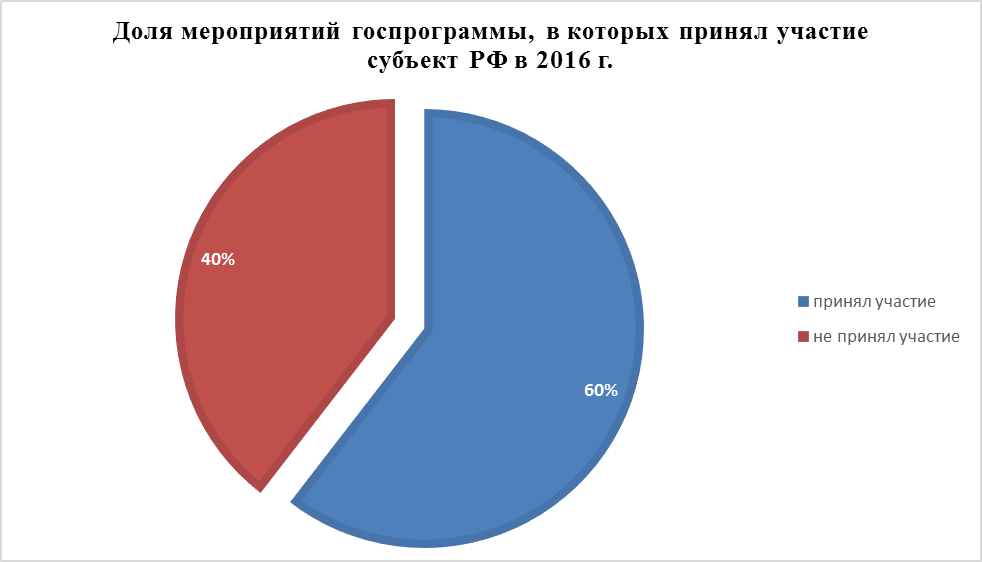 Доля мероприятий госпрограммы, в которых принял участие
субъект РФ в 2016 г.
40%
60%
принял участие
не принял участие